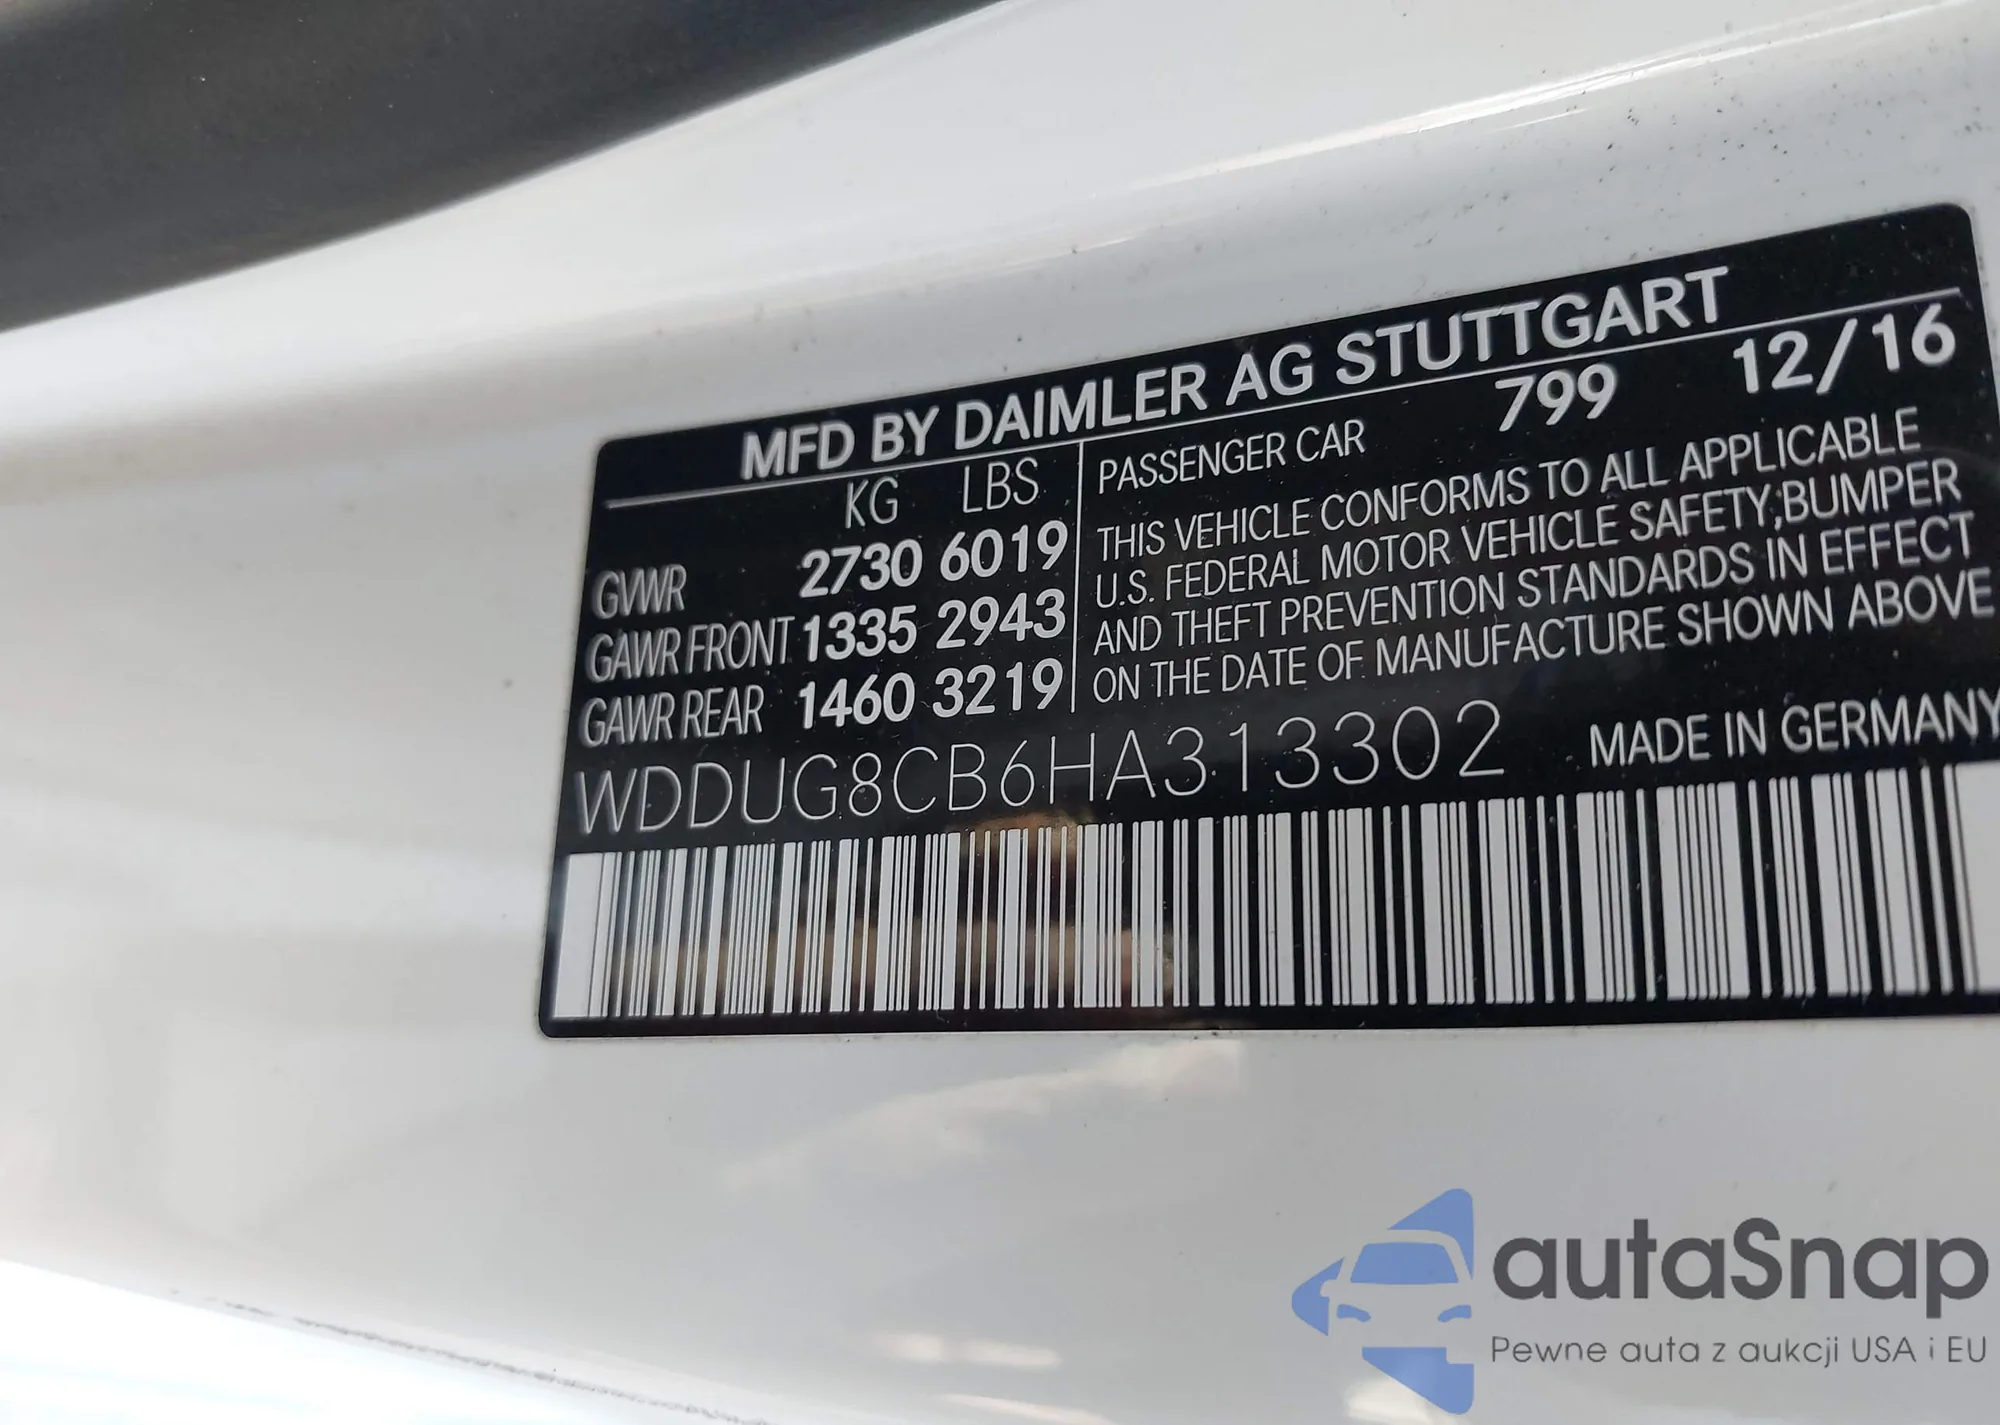 MFD BY DAIMLER AG STUTTGART
KG LBS
GVWR 2730 6019
GAWR FRONT 1335 2943
GAWR REAR 1460 3219
PASSENGER CAR 799 12/16
THIS VEHICLE CONFORMS TO ALL APPLICABLE
U.S. FEDERAL MOTOR VEHICLE SAFETY,BUMPER
AND THEFT PREVENTION STANDARDS IN EFFECT
ON THE DATE OF MANUFACTURE SHOWN ABOVE
WDDUG8CB6HA313302 MADE IN GERMANY
autaSnap
Pewne auta z aukcji USA i EU